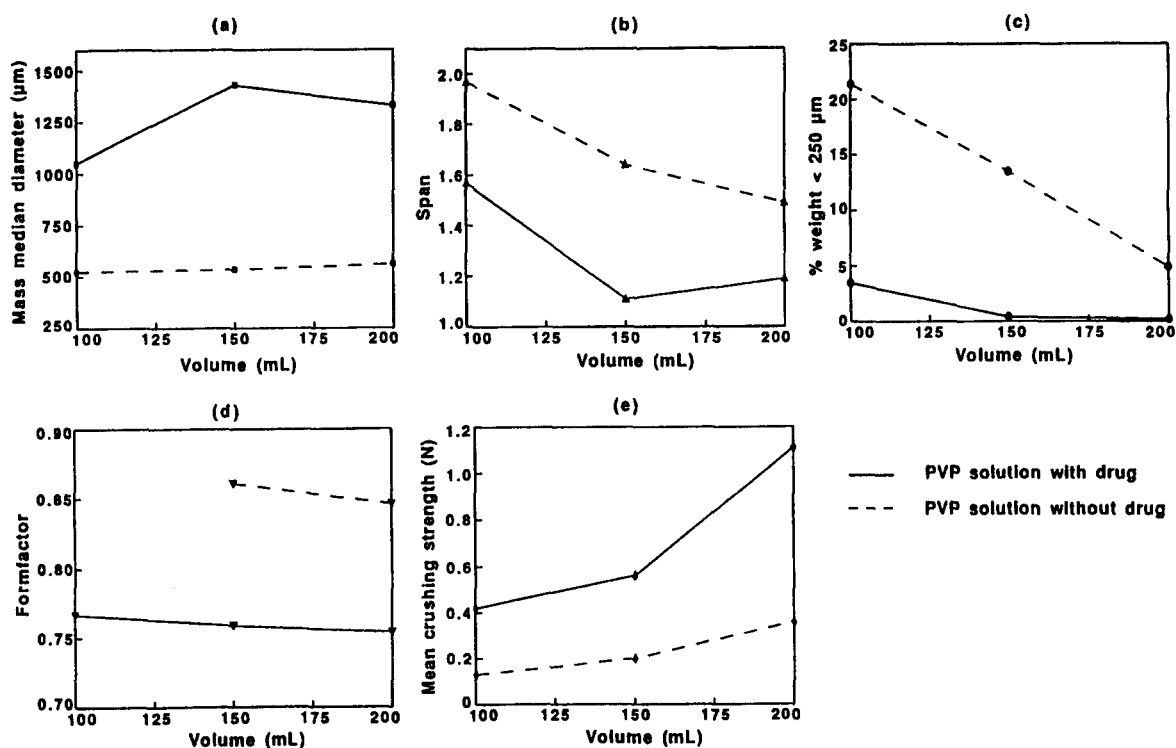 (a)
1500
1250
1000
750
500
250
Mass median diameter (µm)
100 125 150 175 200
Volume (mL)
(b)
2.0
1.8
1.6
1.4
1.2
1.0
Span
100 125 150 175 200
Volume (mL)
(c)
25
20
15
10
5
0
% weight < 250 µm
100 125 150 175 200
Volume (mL)
(d)
0.90
0.85
0.80
0.75
0.70
Formfactor
100 125 150 175 200
Volume (mL)
(e)
1.2
1.0
0.8
0.6
0.4
0.2
0
Mean crushing strength (N)
100 125 150 175 200
Volume (mL)
PVP solution with drug
PVP solution without drug